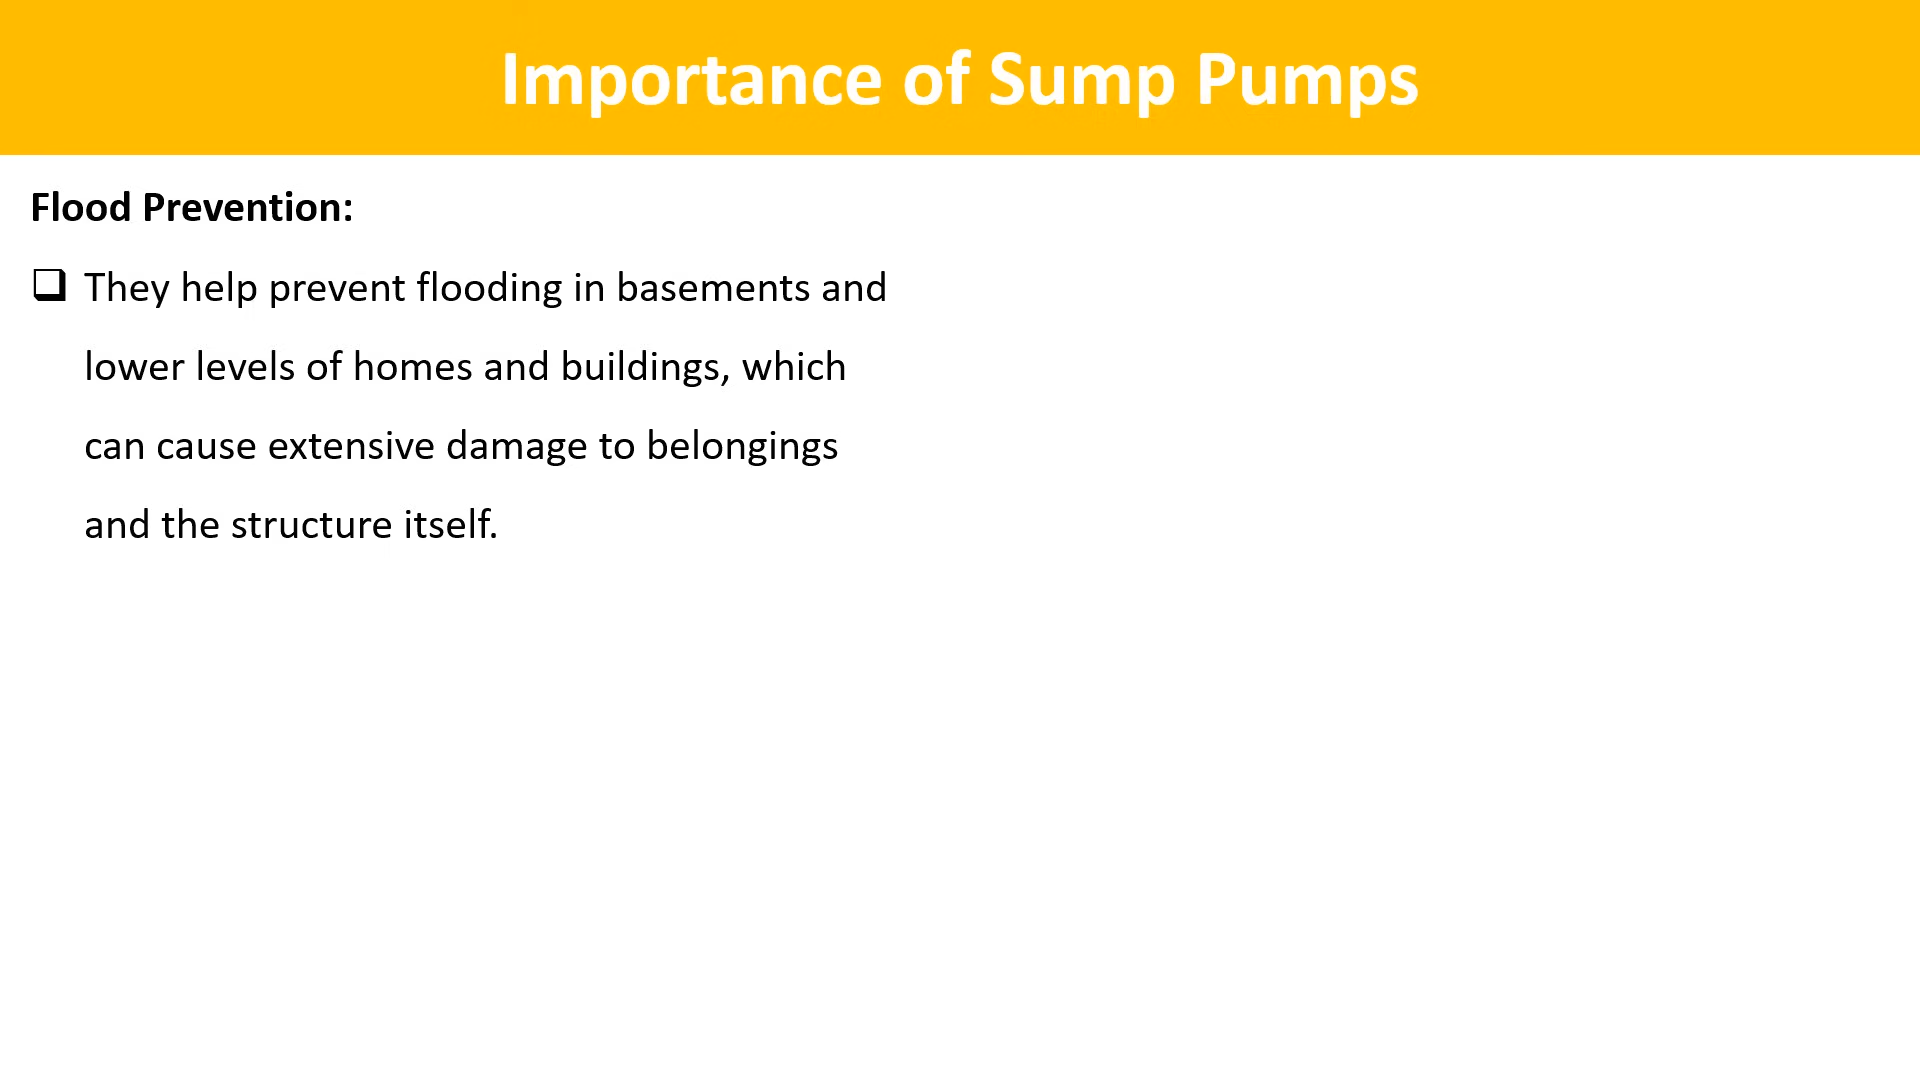 Importance of Sump Pumps
Flood Prevention:
❑ They help prevent flooding in basements and
lower levels of homes and buildings, which
can cause extensive damage to belongings
and the structure itself.